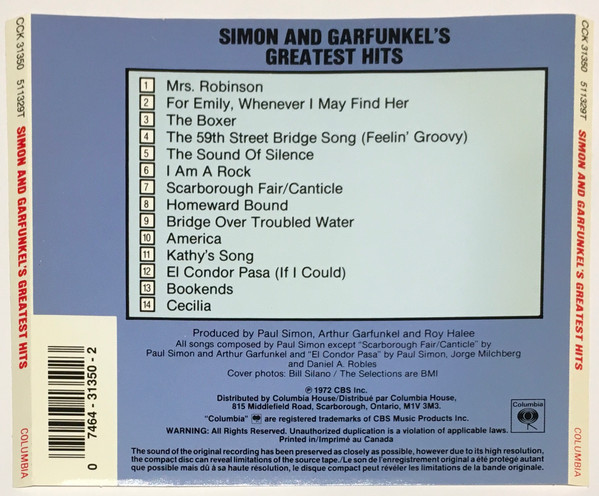 SIMON AND GARFUNKEL'S
GREATEST HITS
1 Mrs. Robinson
2 For Emily, Whenever I May Find Her
3 The Boxer
4 The 59th Street Bridge Song (Feelin' Groovy)
5 The Sound Of Silence
6 I Am A Rock
7 Scarborough Fair/Canticle
8 Homeward Bound
9 Bridge Over Troubled Water
10 America
11 Kathy's Song
12 El Condor Pasa (If I Could)
13 Bookends
14 Cecilia
Produced by Paul Simon, Arthur Garfunkel and Roy Halee
All songs composed by Paul Simon except "Scarborough Fair/Canticle" by
Paul Simon and Arthur Garfunkel and "El Condor Pasa" by Paul Simon, Jorge Milchberg
and Daniel A. Robles
Cover photos: Bill Silano / The Selections are BMI
℗ 1972 CBS Inc.
Distributed by Columbia House/Distribué par Columbia House,
815 Middlefield Road, Scarborough, Ontario, M1V 3M3.
"Columbia" are registered trademarks of CBS Music Products Inc.
WARNING: All Rights Reserved. Unauthorized duplication is a violation of applicable laws.
Printed in/Imprimé au Canada
Columbia
The sound of the original recording has been preserved as closely as possible, however due to its high resolution,
the compact disc can reveal limitations of the source tape./Le son de l'enregistrement original a été protégé autant
que possible mais dû à sa haute résolution, le disque compact peut révéler les limitations de la bande originale.
0 7464-31350-2
CCK 31350 511329T SIMON AND GARFUNKEL'S GREATEST HITS COLUMBIA
CCK 31350 511329T SIMON AND GARFUNKEL'S GREATEST HITS COLUMBIA